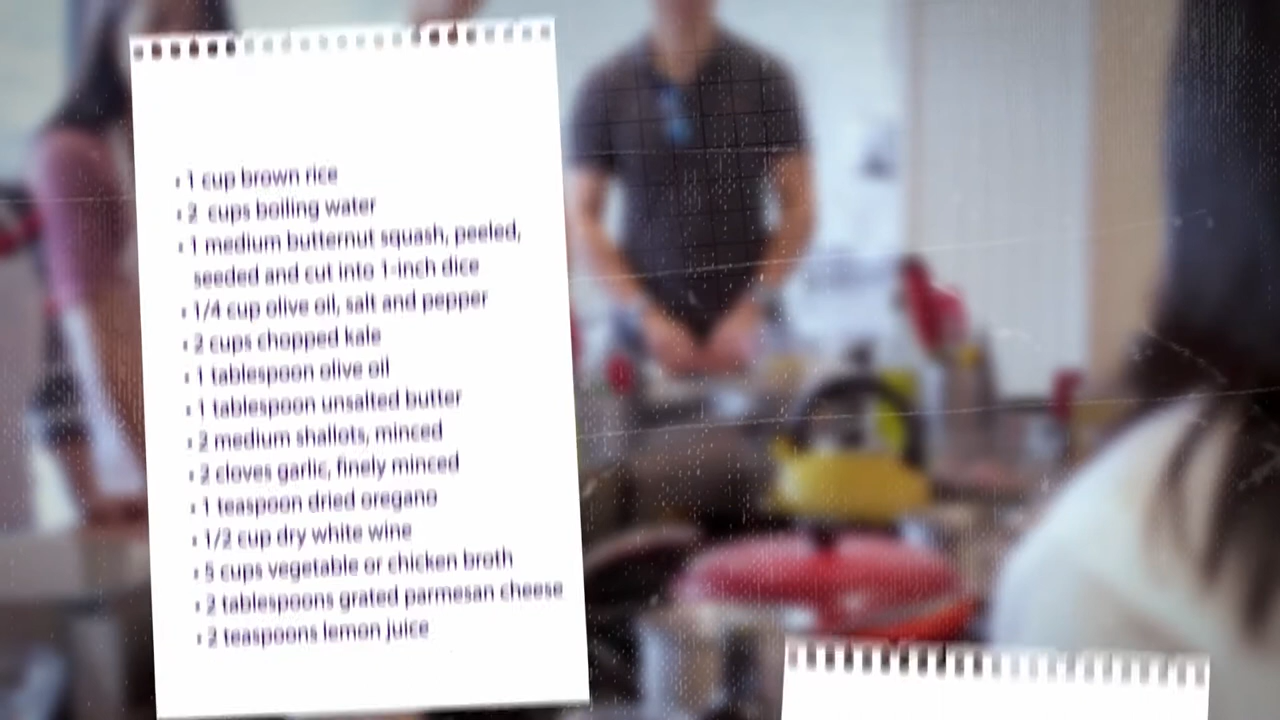 • 1 cup brown rice
• 2 cups boiling water
• 1 medium butternut squash, peeled,
seeded and cut into 1-inch dice
• 1/4 cup olive oil, salt and pepper
• 2 cups chopped kale
• 1 tablespoon olive oil
• 1 tablespoon unsalted butter
• 2 medium shallots, minced
• 2 cloves garlic, finely minced
• 1 teaspoon dried oregano
• 1/2 cup dry white wine
• 5 cups vegetable or chicken broth
• 2 tablespoons grated parmesan cheese
• 2 teaspoons lemon juice